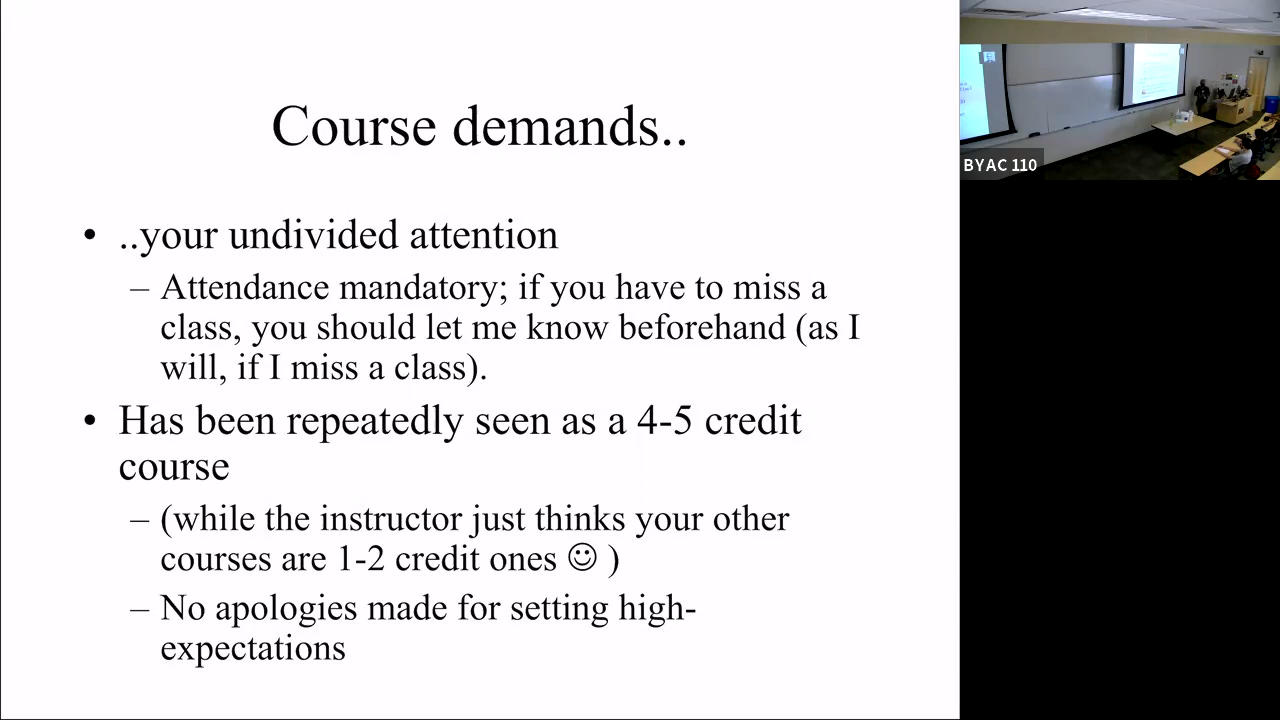 Course demands..
• ..your undivided attention
– Attendance mandatory; if you have to miss a
class, you should let me know beforehand (as I
will, if I miss a class).
• Has been repeatedly seen as a 4-5 credit
course
– (while the instructor just thinks your other
courses are 1-2 credit ones ☺ )
– No apologies made for setting high-
expectations
BYAC 110